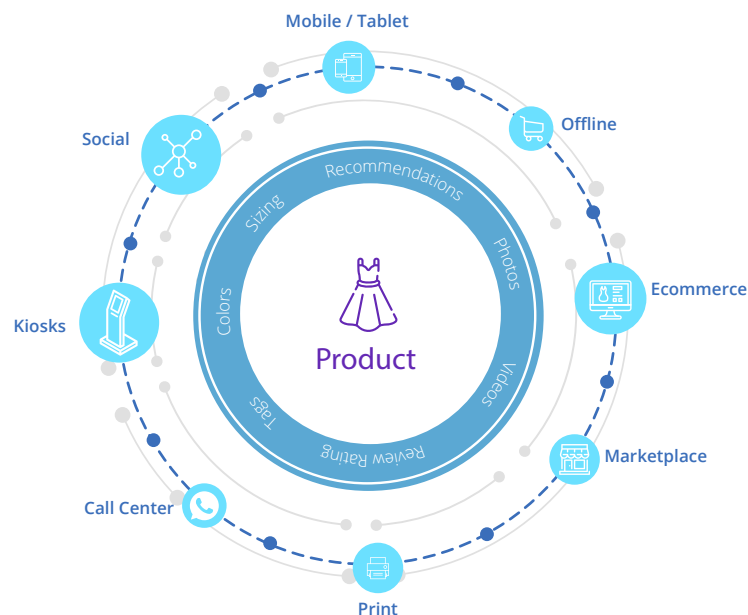 Mobile / Tablet
Offline
Social
Recommendations
Sizing
Photos
Ecommerce
Colors
Kiosks
Product
Videos
Tags
Review Rating
Marketplace
Call Center
Print